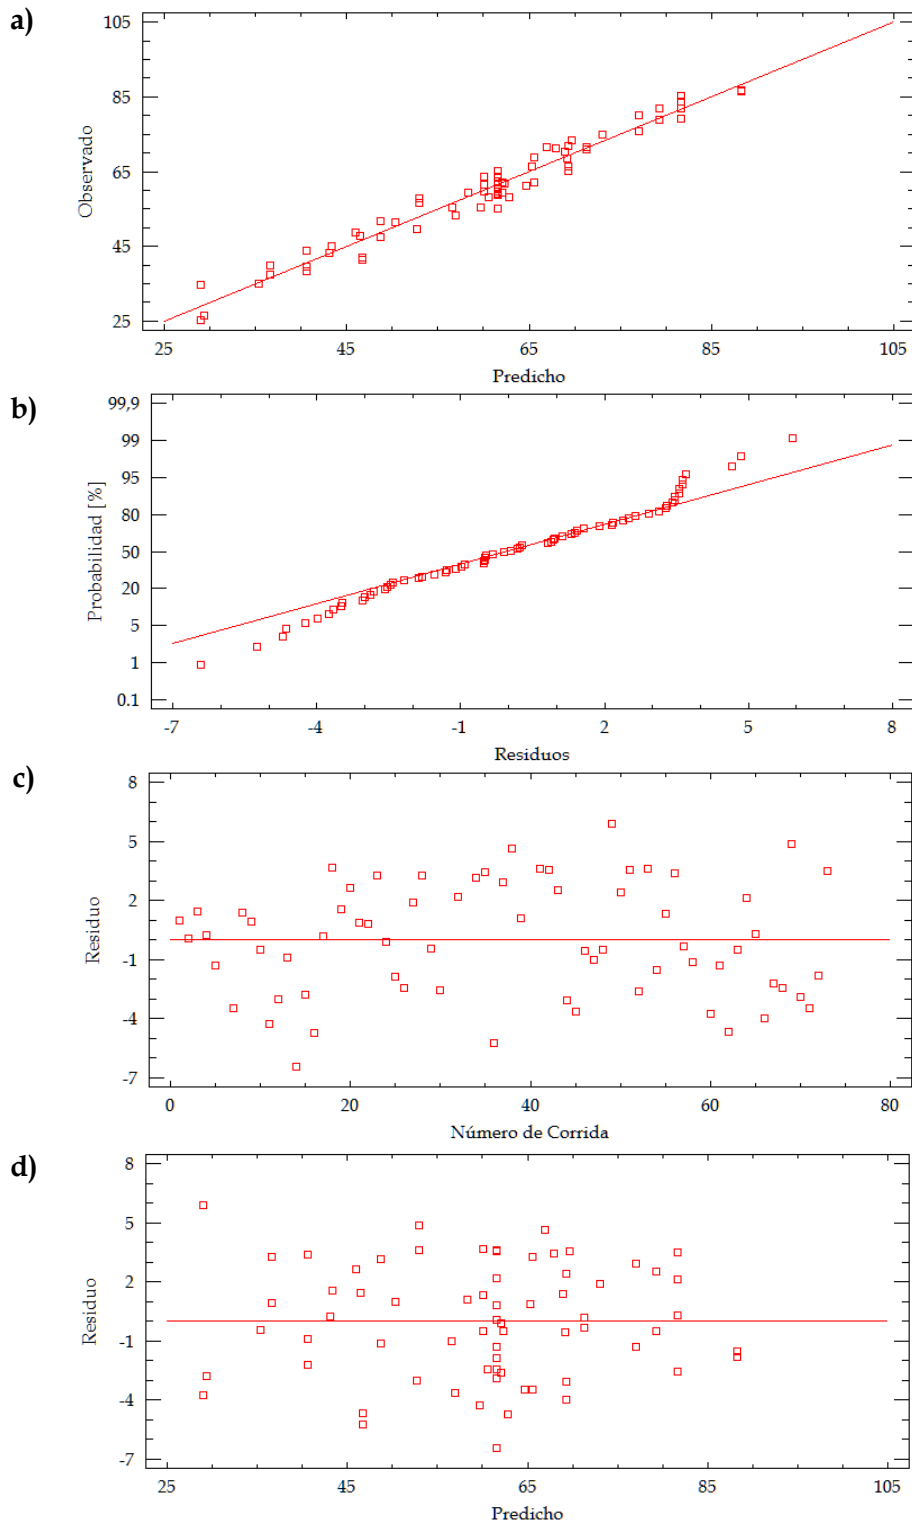 a)
Observado
105
85
65
45
25
25 45 65 85 105
Predicho
b)
Probabilidad [%]
99,9
99
95
80
50
20
5
1
0.1
-7 -4 -1 2 5 8
Residuos
c)
Residuo
8
5
2
-1
-4
-7
0 20 40 60 80
Número de Corrida
d)
Residuo
8
5
2
-1
-4
-7
25 45 65 85 105
Predicho